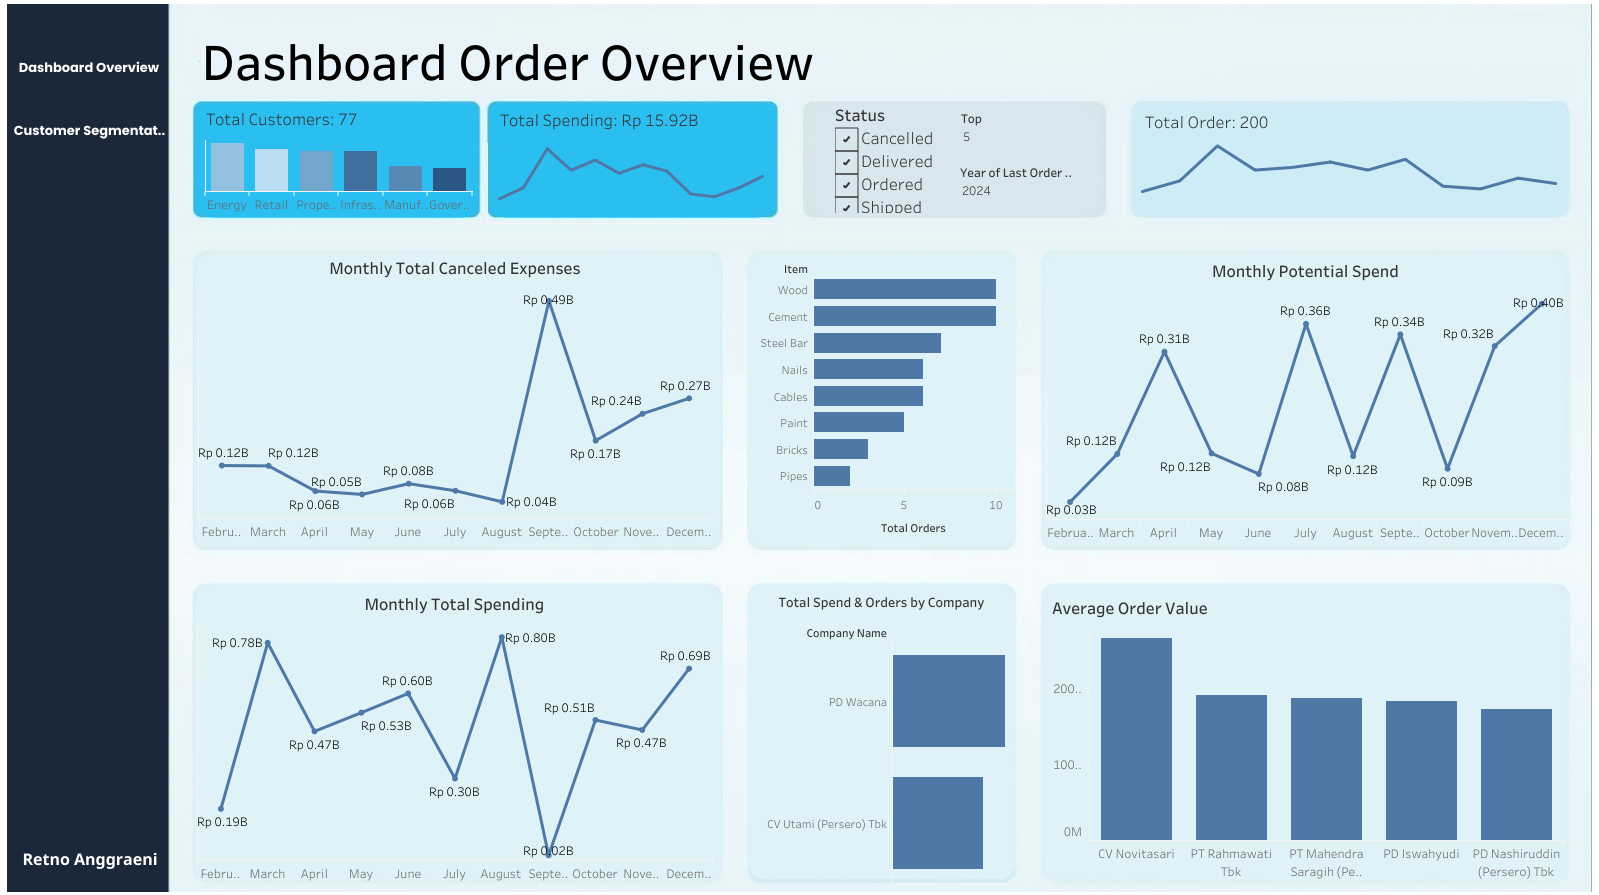 Dashboard Overview
Customer Segmentat..
Retno Anggraeni
Dashboard Order Overview
Total Customers: 77
Energy Retail Prope.. Infras.. Manuf.. Gover..
Total Spending: Rp 15.92B
Status
Cancelled
Delivered
Ordered
Shipped
Top
5
Year of Last Order ..
2024
Total Order: 200
Monthly Total Canceled Expenses
Rp 0.12B
Rp 0.12B
Rp 0.06B
Rp 0.05B
Rp 0.08B
Rp 0.06B
Rp 0.04B
Rp 0.49B
Rp 0.17B
Rp 0.24B
Rp 0.27B
Febru.. March April May June July August Septe.. October Nove.. Decem..
Item
Wood
Cement
Steel Bar
Nails
Cables
Paint
Bricks
Pipes
0 5 10
Total Orders
Monthly Potential Spend
Rp 0.03B
Rp 0.12B
Rp 0.31B
Rp 0.12B
Rp 0.08B
Rp 0.36B
Rp 0.12B
Rp 0.34B
Rp 0.09B
Rp 0.32B
Rp 0.40B
Februa.. March April May June July August Septe.. October Novem.. Decem..
Monthly Total Spending
Rp 0.19B
Rp 0.78B
Rp 0.47B
Rp 0.53B
Rp 0.60B
Rp 0.30B
Rp 0.80B
Rp 0.02B
Rp 0.51B
Rp 0.47B
Rp 0.69B
Febru.. March April May June July August Septe.. October Nove.. Decem..
Total Spend & Orders by Company
Company Name
PD Wacana
CV Utami (Persero) Tbk
Average Order Value
200..
100..
0M
CV Novitasari
PT Rahmawati
Tbk
PT Mahendra
Saragih (Pe..
PD Iswahyudi
PD Nashiruddin
(Persero) Tbk